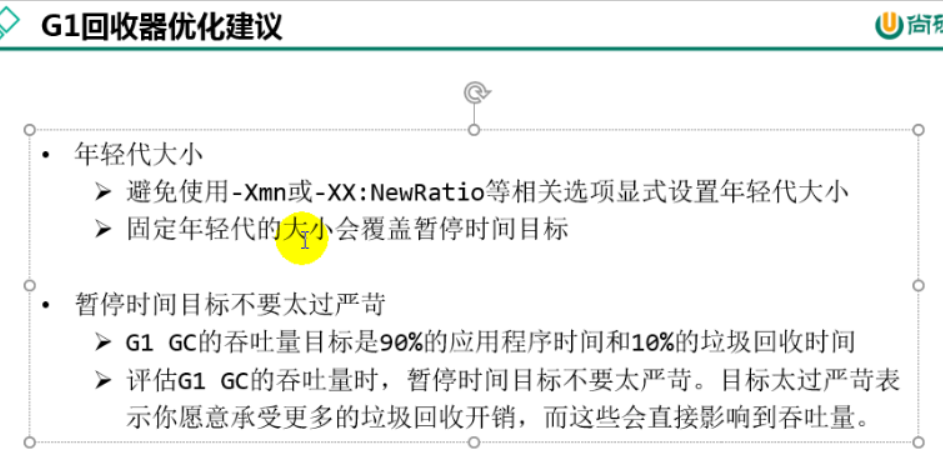 G1回收器优化建议
尚
• 年轻代大小
➢ 避免使用-Xmn或-XX:NewRatio等相关选项显式设置年轻代大小
➢ 固定年轻代的大小会覆盖暂停时间目标
• 暂停时间目标不要太过严苛
➢ G1 GC的吞吐量目标是90%的应用程序时间和10%的垃圾回收时间
➢ 评估G1 GC的吞吐量时，暂停时间目标不要太严苛。目标太过严苛表
示你愿意承受更多的垃圾回收开销，而这些会直接影响到吞吐量。